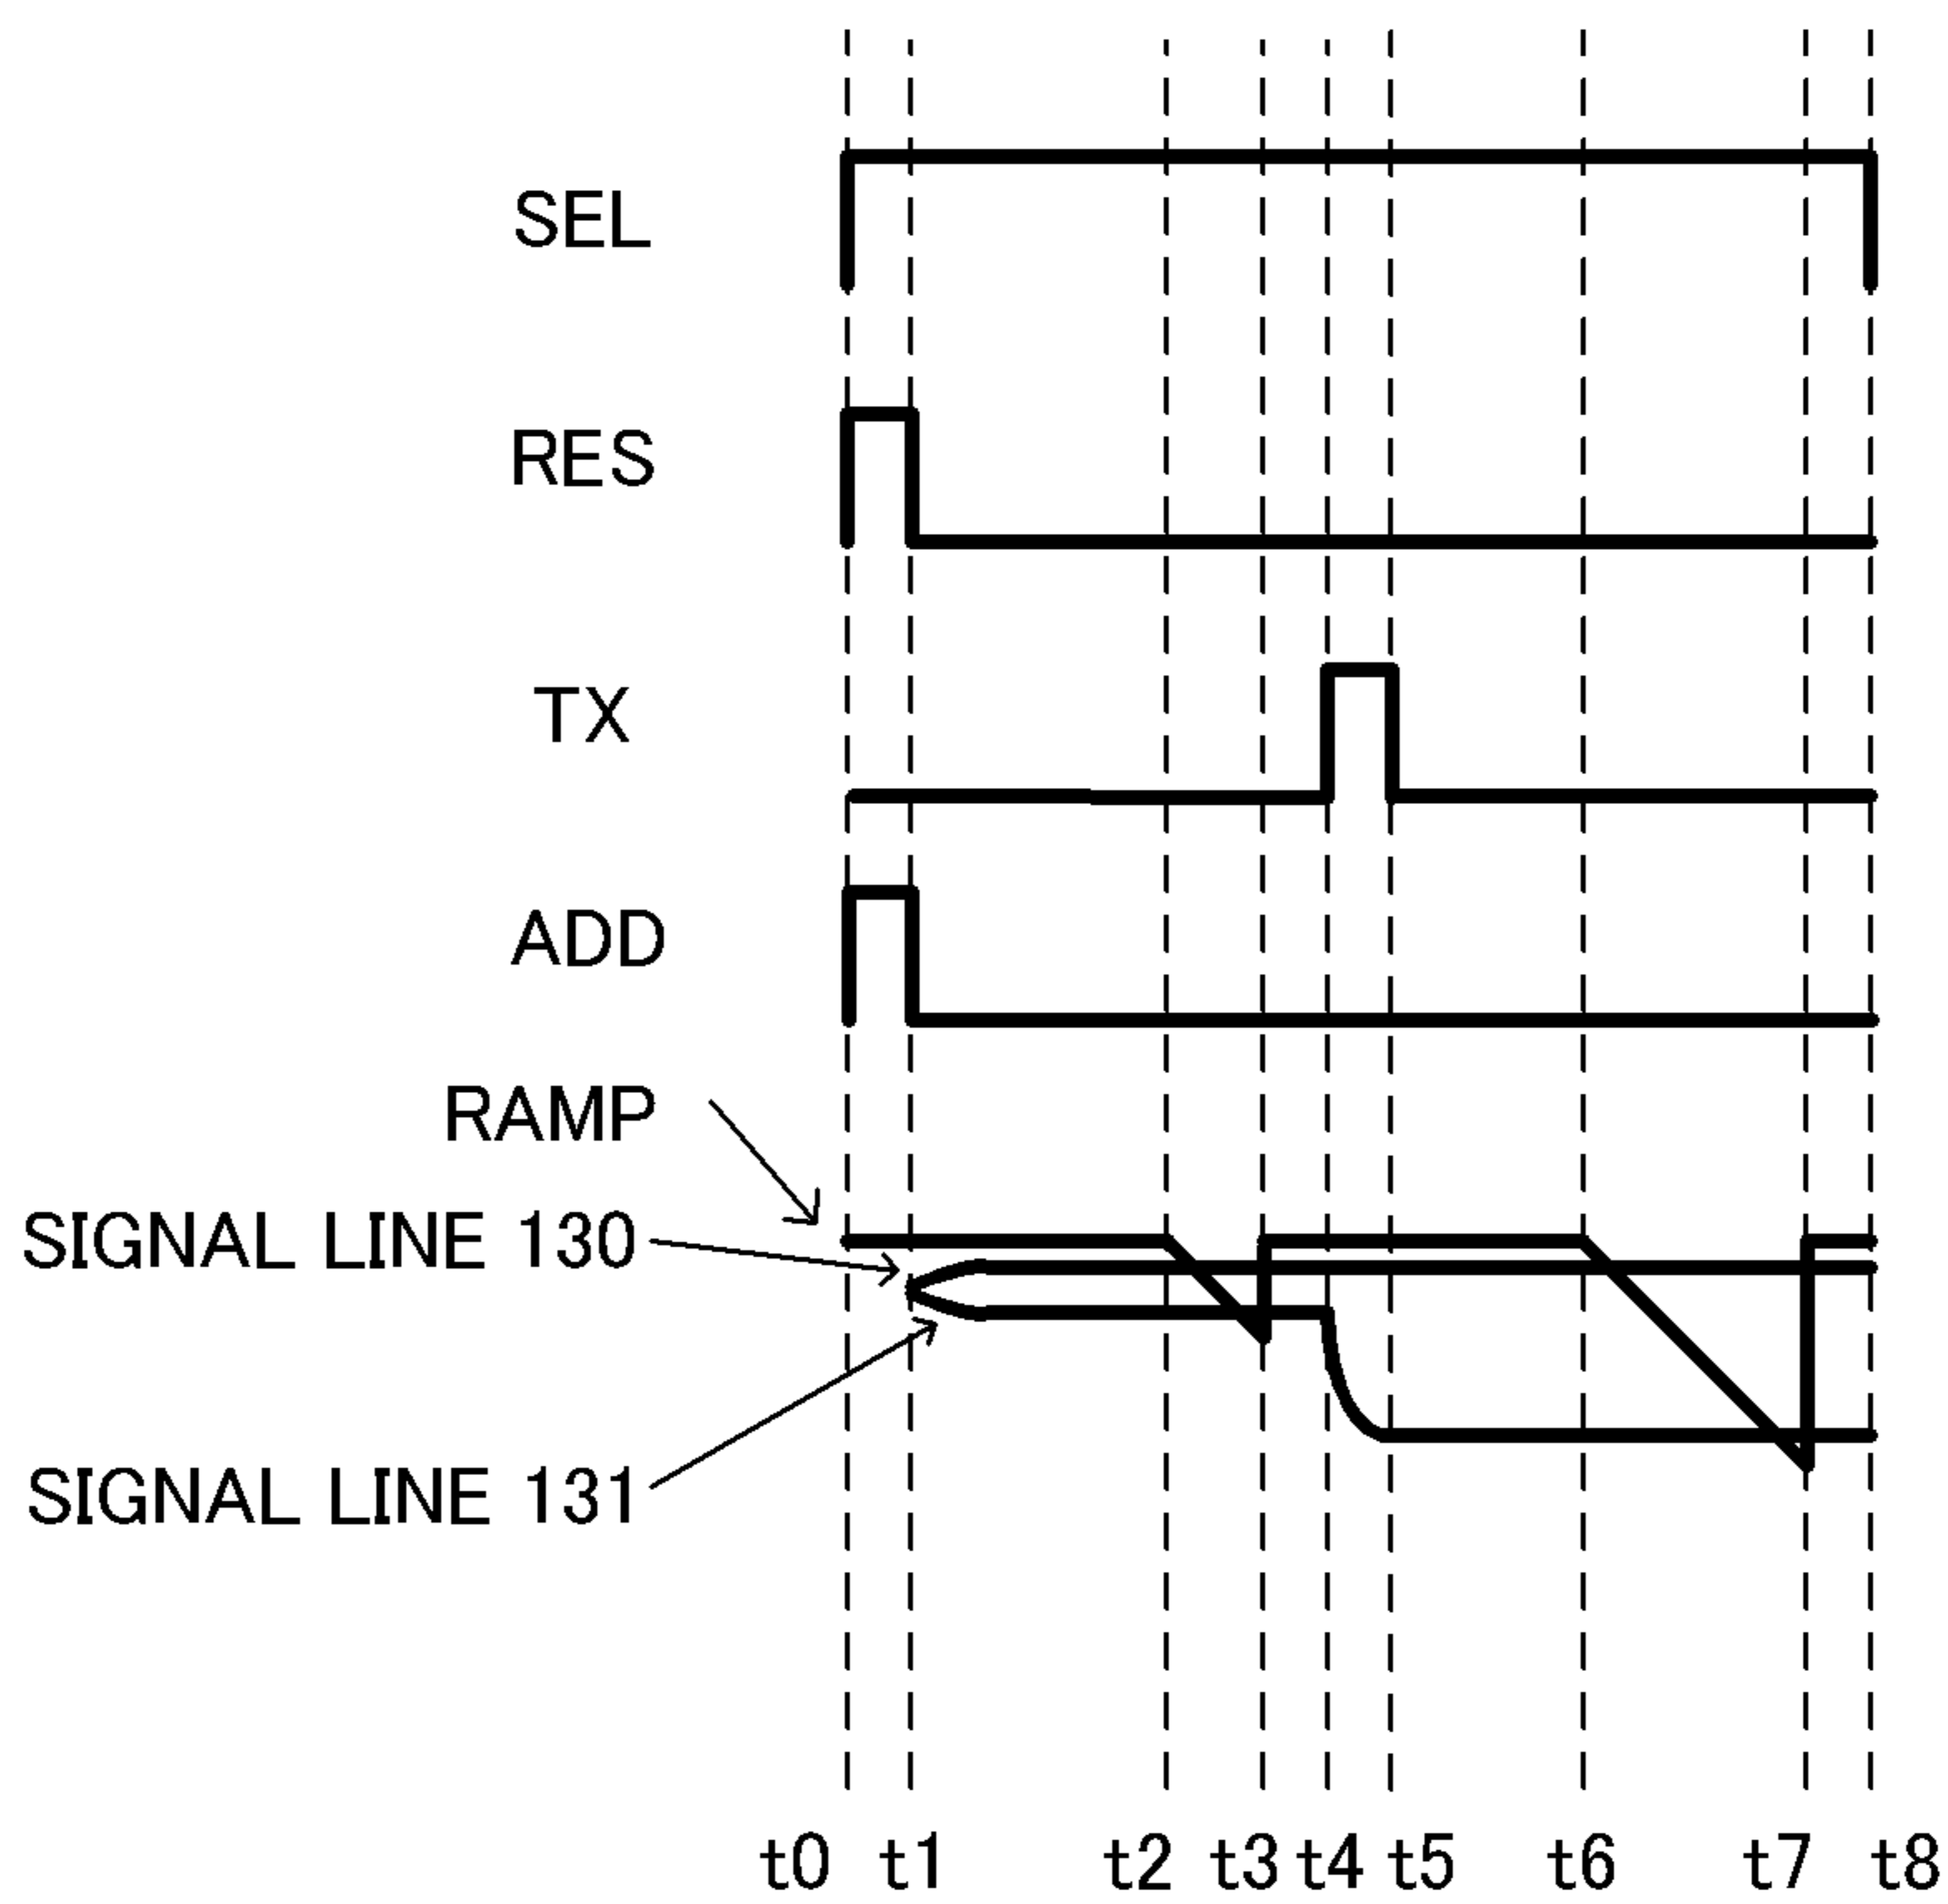 SEL
RES
TX
ADD
RAMP
SIGNAL LINE 130
SIGNAL LINE 131
t0 t1 t2 t3 t4 t5 t6 t7 t8